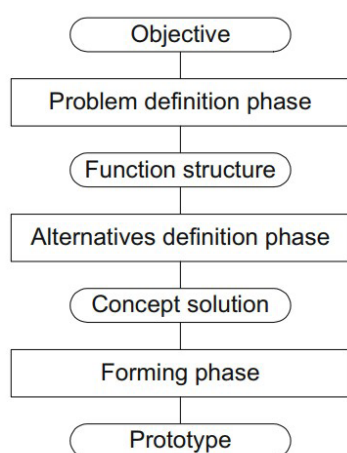 Objective
Problem definition phase
Function structure
Alternatives definition phase
Concept solution
Forming phase
Prototype